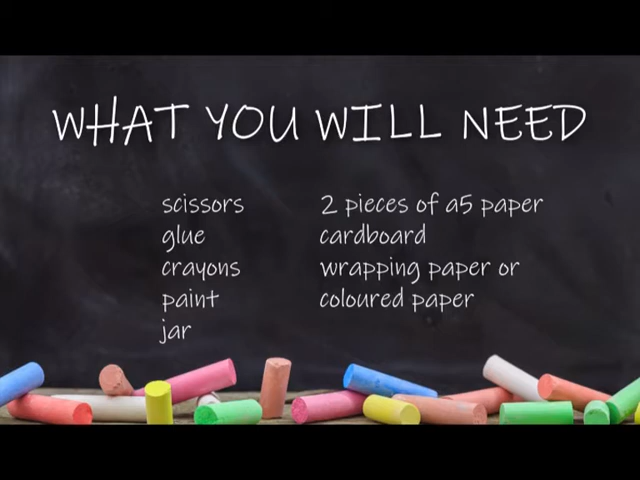 WHAT YOU WILL NEED
scissors
glue
crayons
paint
jar
2 pieces of a5 paper
cardboard
wrapping paper or
coloured paper